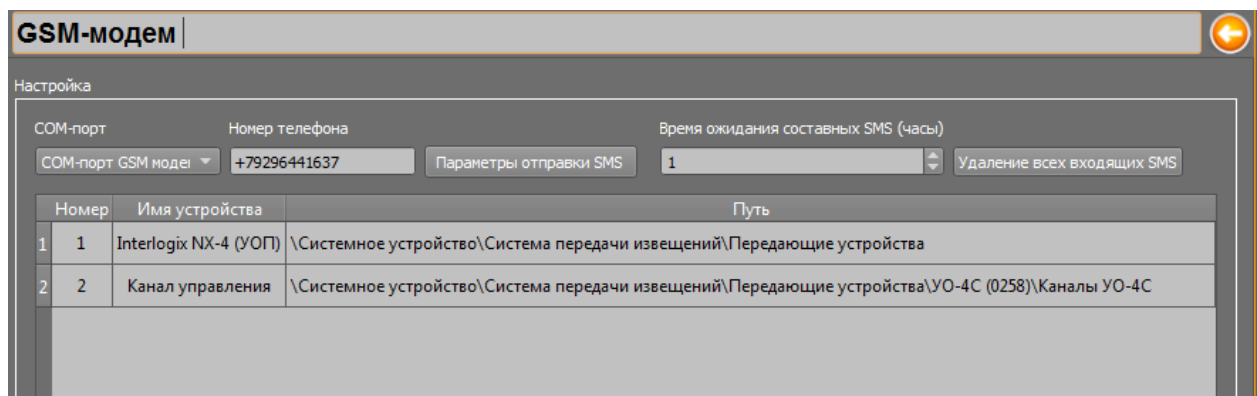 GSM-модем
Настройка
COM-порт Номер телефона Время ожидания составных SMS (часы)
COM-порт GSM модег +79296441637 Параметры отправки SMS 1 Удаление всех входящих SMS
Номер Имя устройства Путь
1 1 Interlogix NX-4 (УОП) \Системное устройство\Система передачи извещений\Передающие устройства
2 2 Канал управления \Системное устройство\Система передачи извещений\Передающие устройства\УО-4С (0258)\Каналы УО-4С